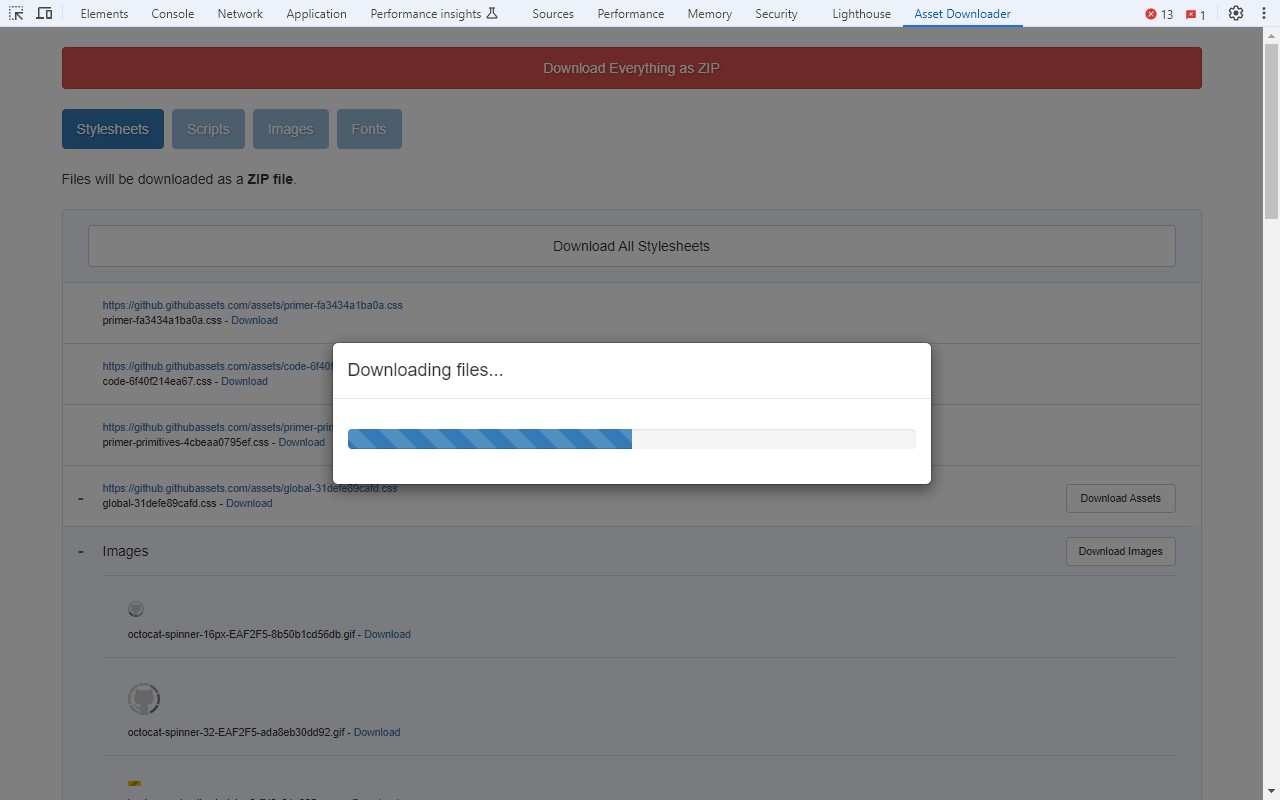 Elements Console Network Application Performance insights Sources Performance Memory Security Lighthouse Asset Downloader 13 1
Download Everything as ZIP
Stylesheets Scripts Images Fonts
Files will be downloaded as a ZIP file.
Download All Stylesheets
https://github.githubassets.com/assets/primer-fa3434a1ba0a.css
primer-fa3434a1ba0a.css - Download
https://github.githubassets.com/assets/code-6f40f
code-6f40f214ea67.css - Download
https://github.githubassets.com/assets/primer-prim
primer-primitives-4cbeaa0795ef.css - Download
Downloading files...
- https://github.githubassets.com/assets/global-31defe89cafd.css
global-31defe89cafd.css - Download
Download Assets
- Images
Download Images
octocat-spinner-16px-EAF2F5-8b50b1cd56db.gif - Download
octocat-spinner-32-EAF2F5-ada8eb30dd92.gif - Download